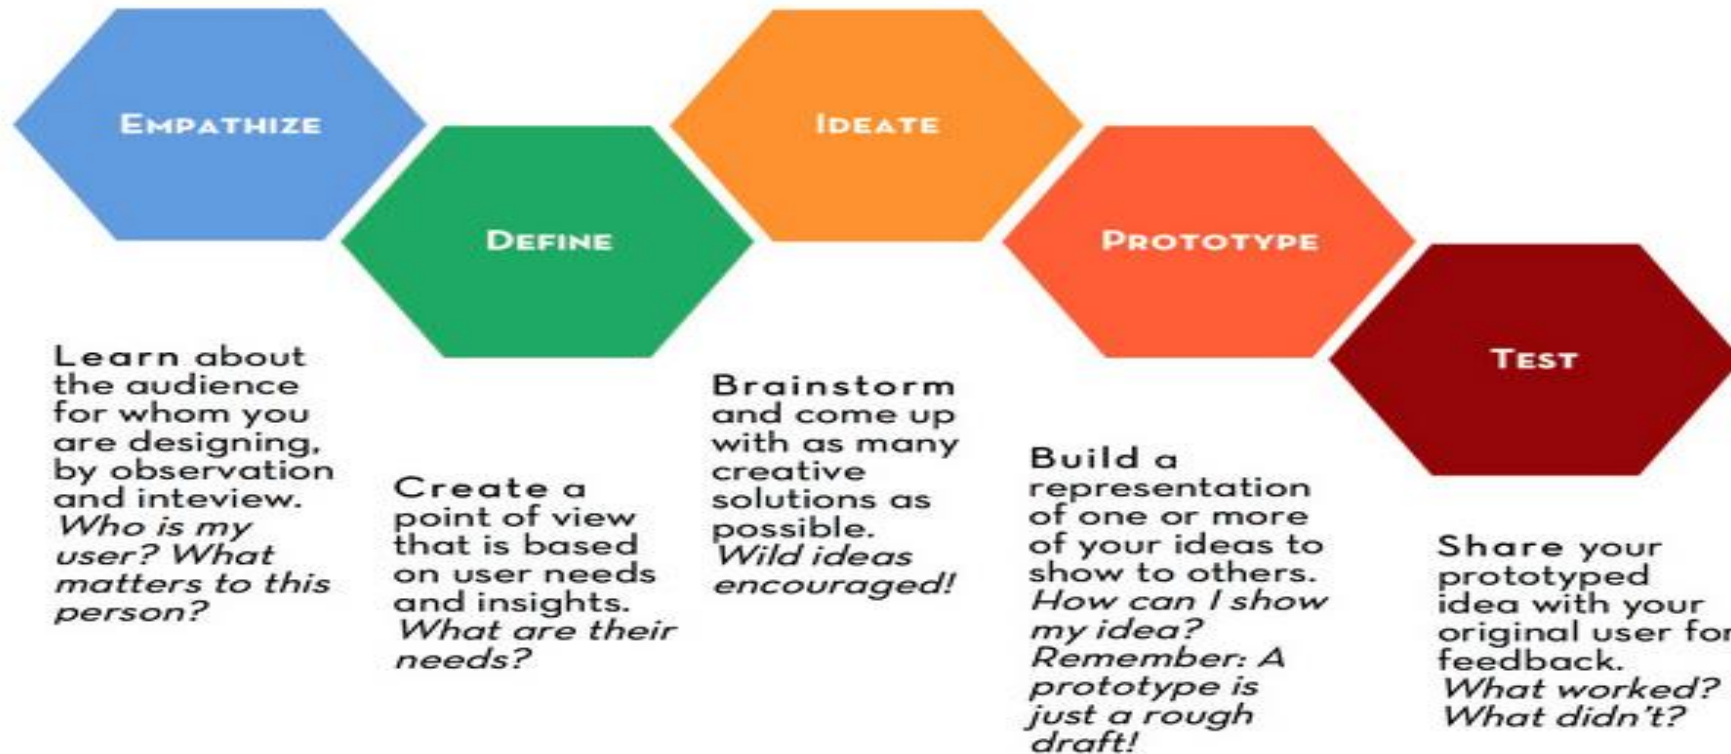 EMPATHIZE
Learn about
the audience
for whom you
are designing,
by observation
and inteview.
Who is my
user? What
matters to this
person?
DEFINE
Create a
point of view
that is based
on user needs
and insights.
What are their
needs?
IDEATE
Brainstorm
and come up
with as many
creative
solutions as
possible.
Wild ideas
encouraged!
PROTOTYPE
Build a
representation
of one or more
of your ideas to
show to others.
How can I show
my idea?
Remember: A
prototype is
just a rough
draft!
TEST
Share your
prototyped
idea with your
original user for
feedback.
What worked?
What didn't?